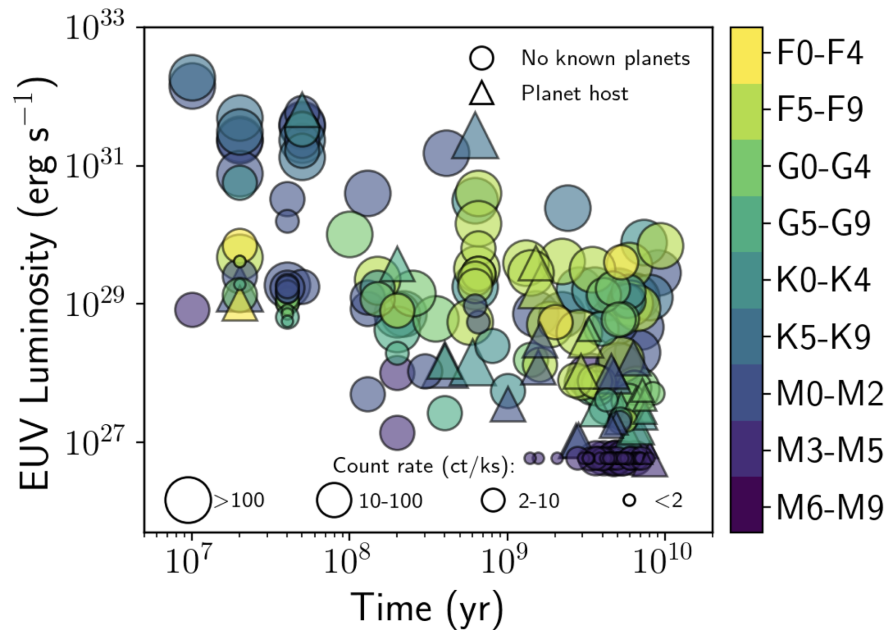 10^33
10^31
10^29
10^27
EUV Luminosity (erg s^−1)
No known planets
Planet host
Count rate (ct/ks):
>100
10-100
2-10
<2
10^7
10^8
10^9
10^10
Time (yr)
F0-F4
F5-F9
G0-G4
G5-G9
K0-K4
K5-K9
M0-M2
M3-M5
M6-M9